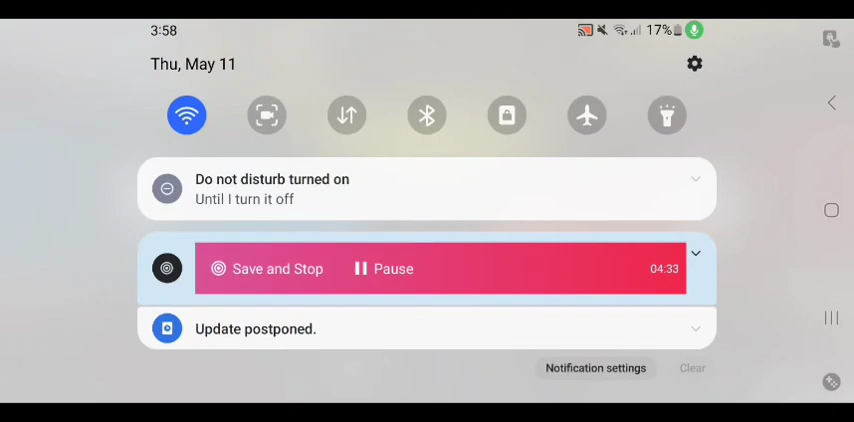 3:58
17%
Thu, May 11
Do not disturb turned on
Until I turn it off
Save and Stop
Pause
04:33
Update postponed.
Notification settings
Clear